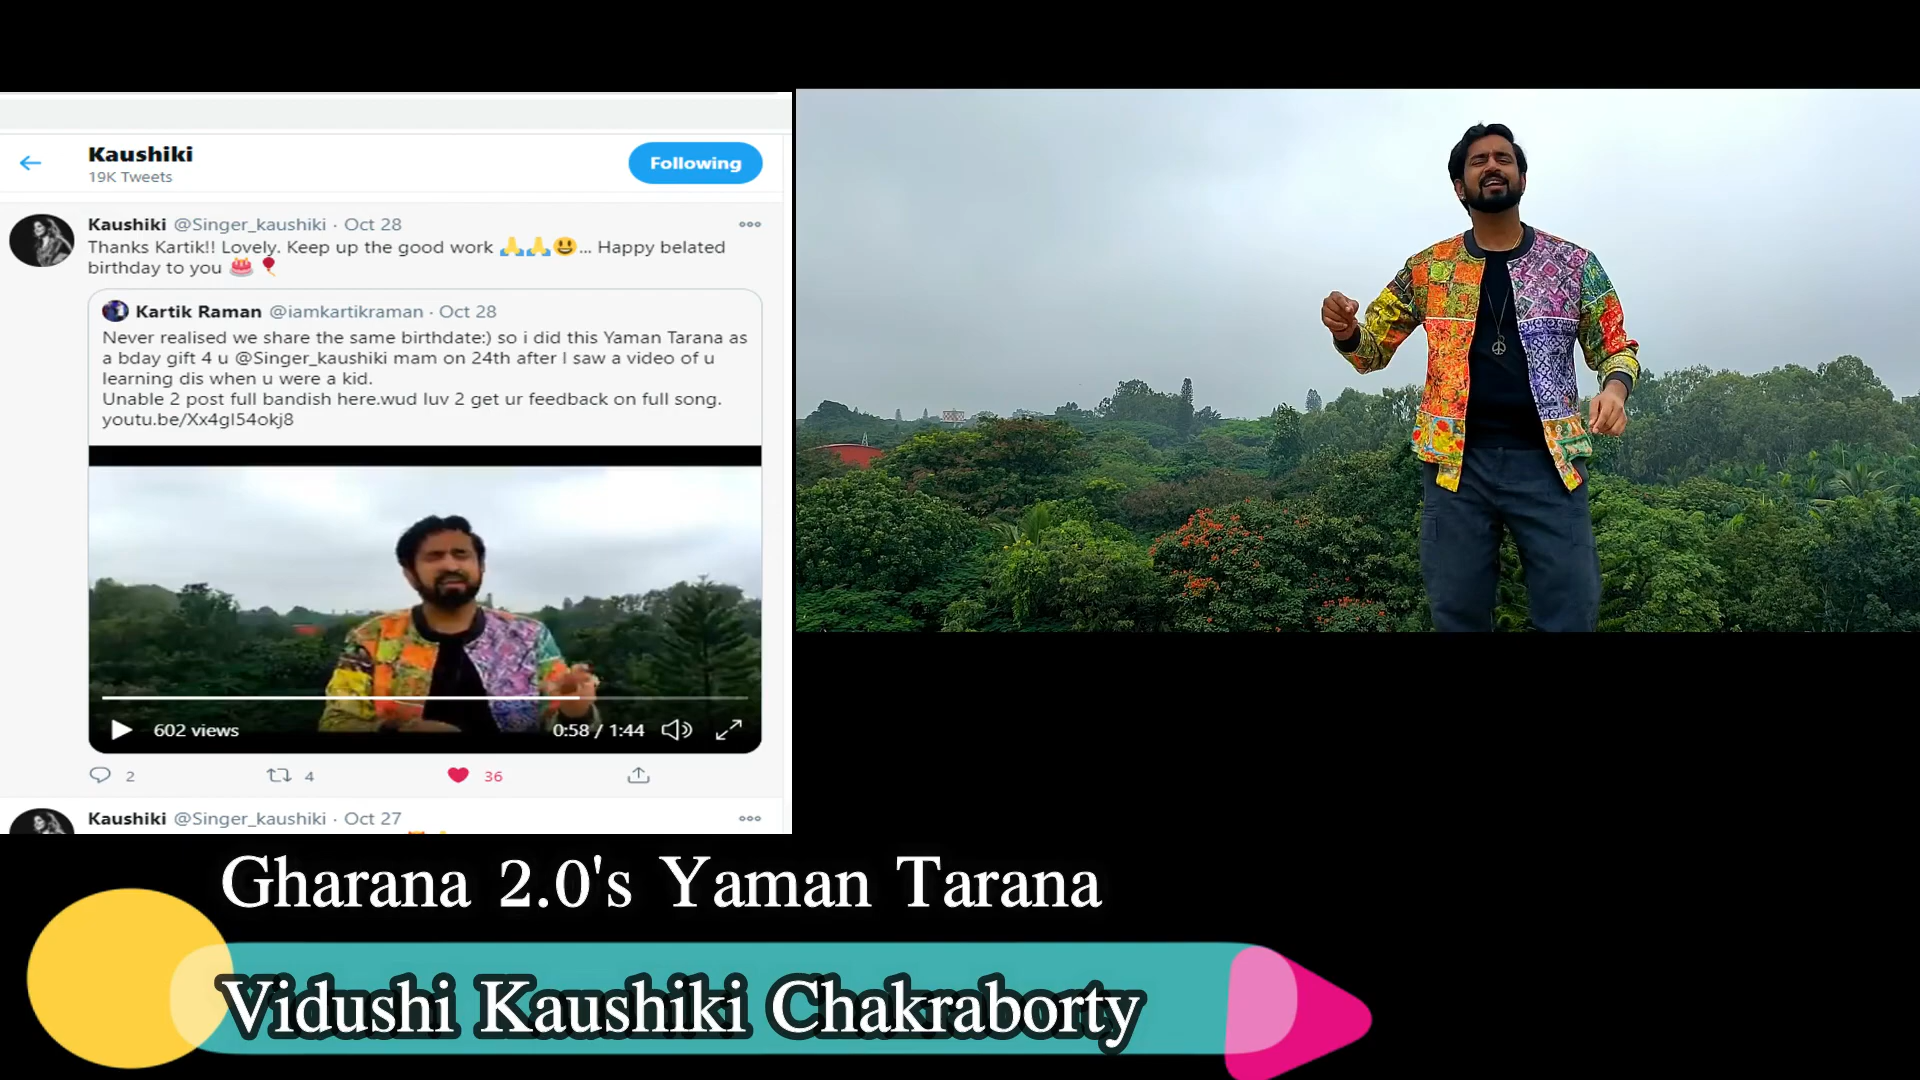 Kaushiki
19K Tweets
Following
Kaushiki @Singer_kaushiki · Oct 28
Thanks Kartik!! Lovely. Keep up the good work 🙏🙏😃... Happy belated
birthday to you 🎂🎈
Kartik Raman @iamkartikraman · Oct 28
Never realised we share the same birthdate:) so i did this Yaman Tarana as
a bday gift 4 u @Singer_kaushiki mam on 24th after I saw a video of u
learning dis when u were a kid.
Unable 2 post full bandish here.wud luv 2 get ur feedback on full song.
youtu.be/Xx4gl54okj8
602 views
0:58 / 1:44
2
4
36
Kaushiki @Singer_kaushiki · Oct 27
Gharana 2.0's Yaman Tarana
Vidushi Kaushiki Chakraborty